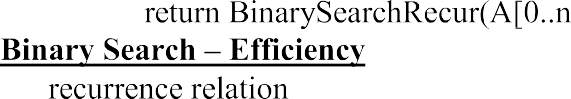 return BinarySearchRecur(A[0..n
Binary Search – Efficiency
recurrence relation